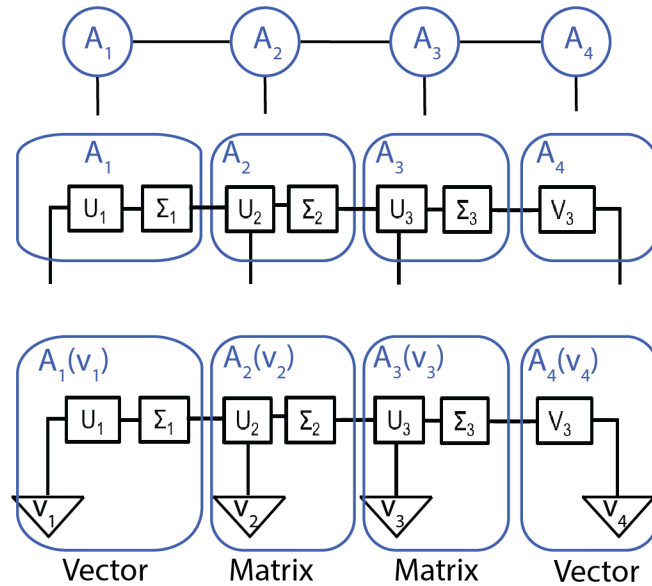 A₁ A₂ A₃ A₄
A₁ A₂ A₃ A₄
U₁ Σ₁ U₂ Σ₂ U₃ Σ₃ V₃
A₁(v₁) A₂(v₂) A₃(v₃) A₄(v₄)
U₁ Σ₁ U₂ Σ₂ U₃ Σ₃ V₃
v₁ v₂ v₃ v₄
Vector Matrix Matrix Vector